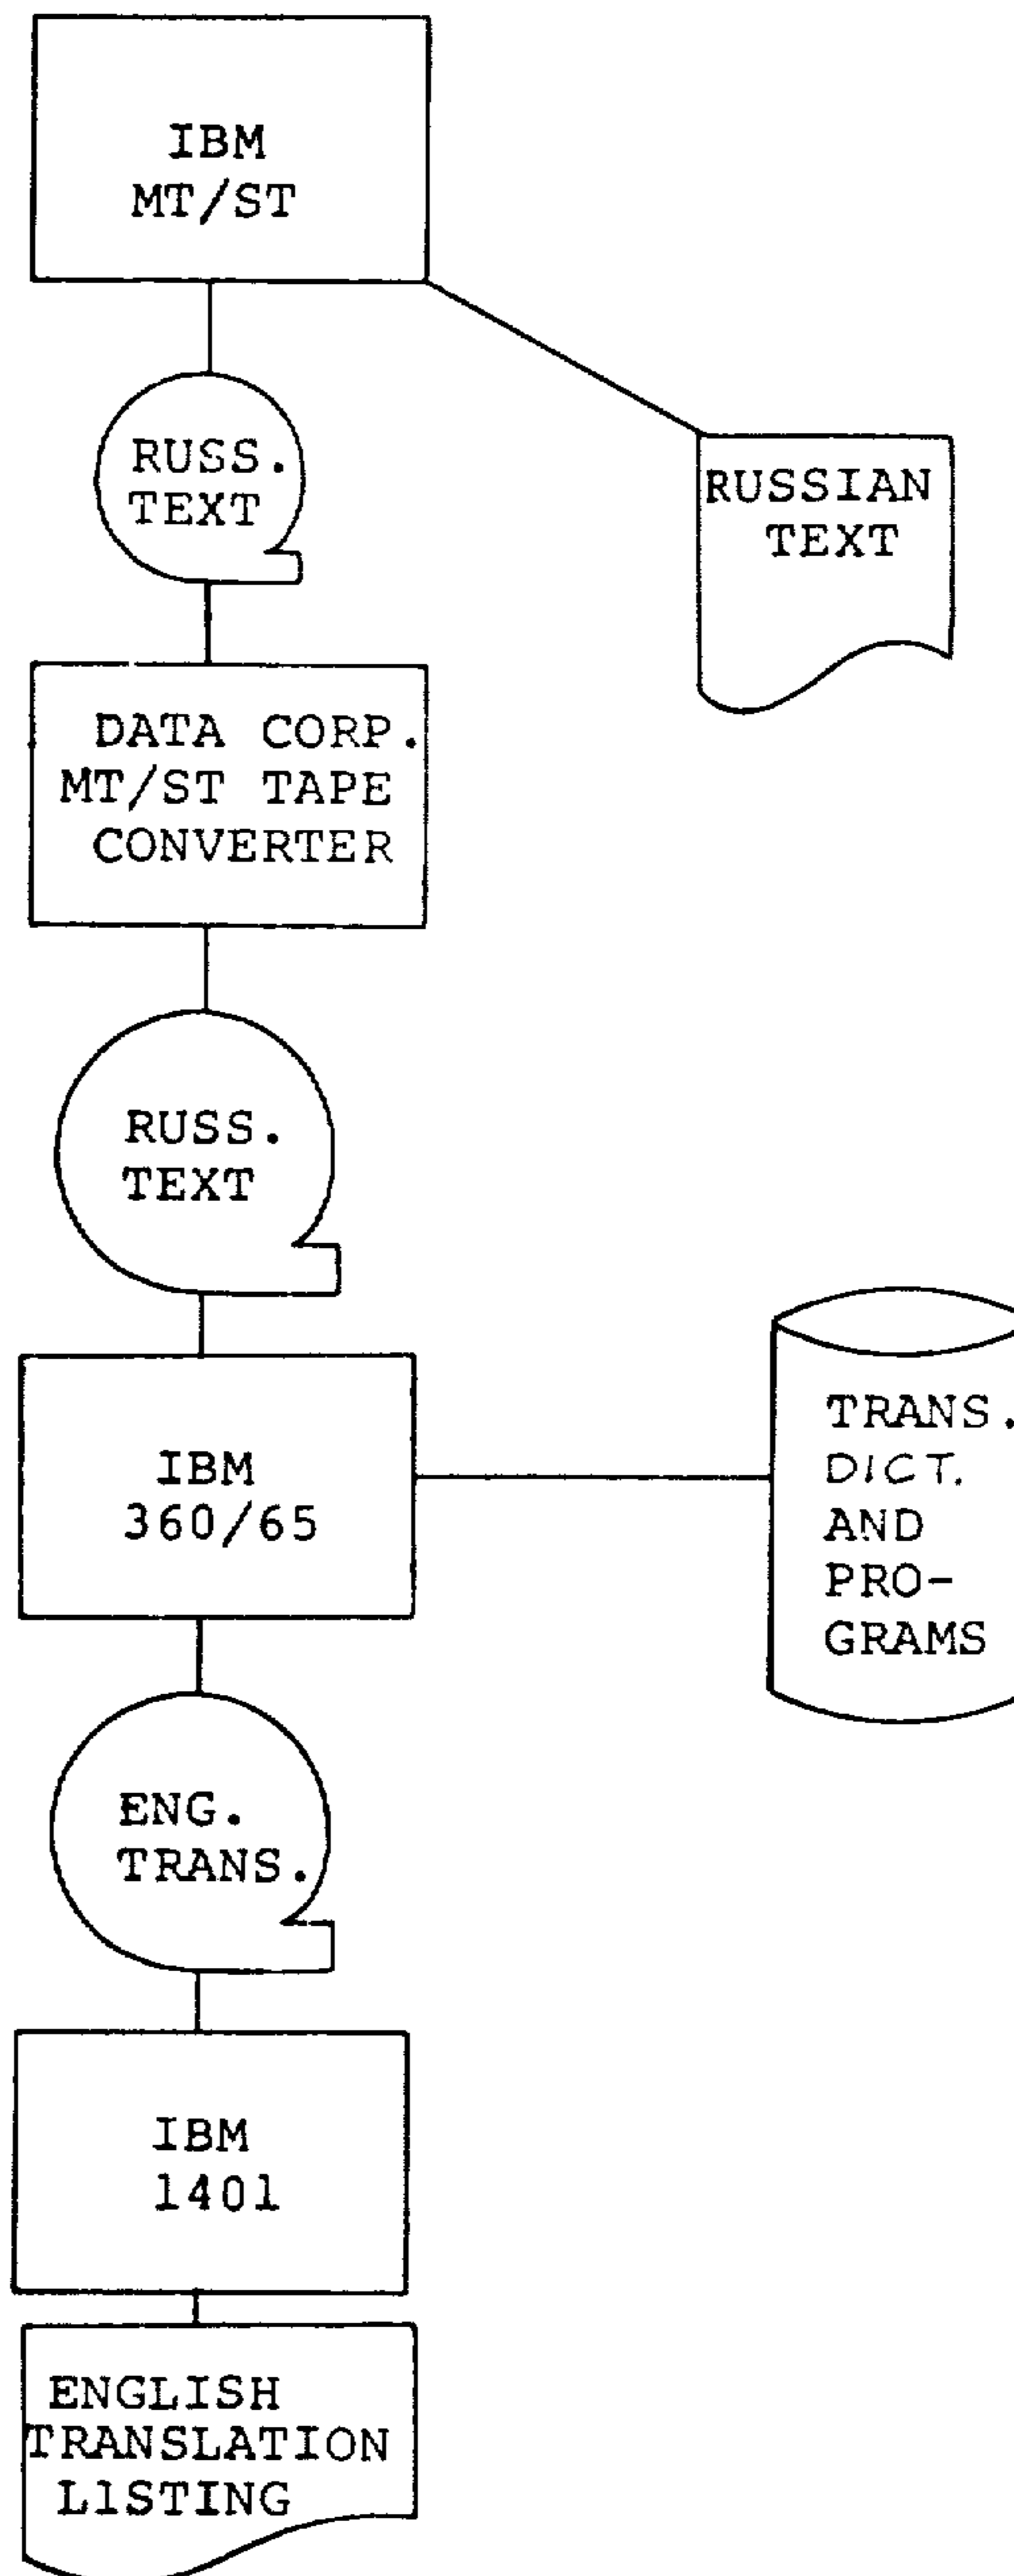 IBM
MT/ST
RUSS.
TEXT
RUSSIAN
TEXT
DATA CORP.
MT/ST TAPE
CONVERTER
RUSS.
TEXT
IBM
360/65
TRANS.
DICT.
AND
PRO-
GRAMS
ENG.
TRANS.
IBM
1401
ENGLISH
TRANSLATION
LISTING